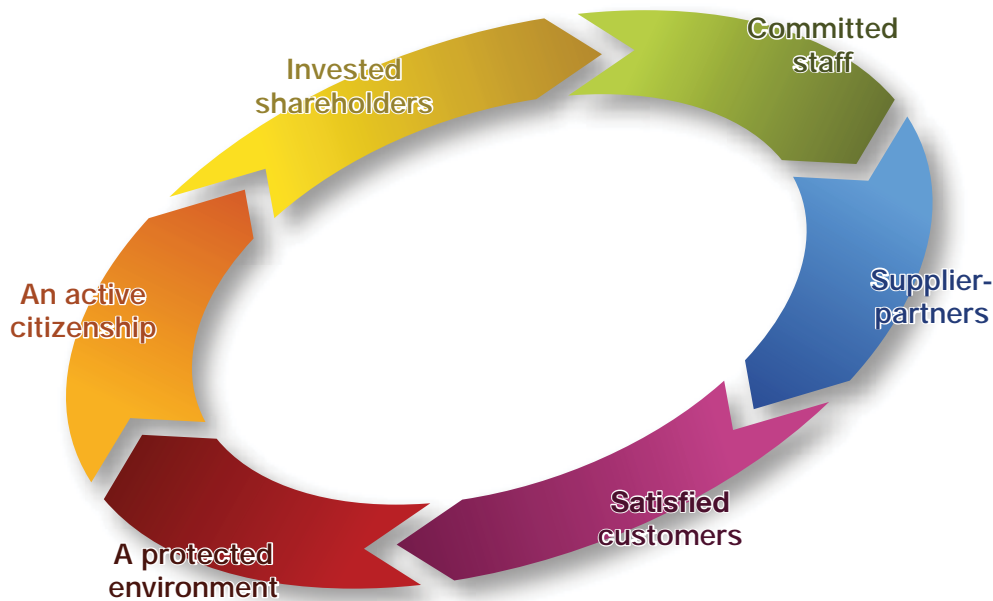 Committed
staff
Invested
shareholders
Supplier-
partners
An active
citizenship
Satisfied
customers
A protected
environment